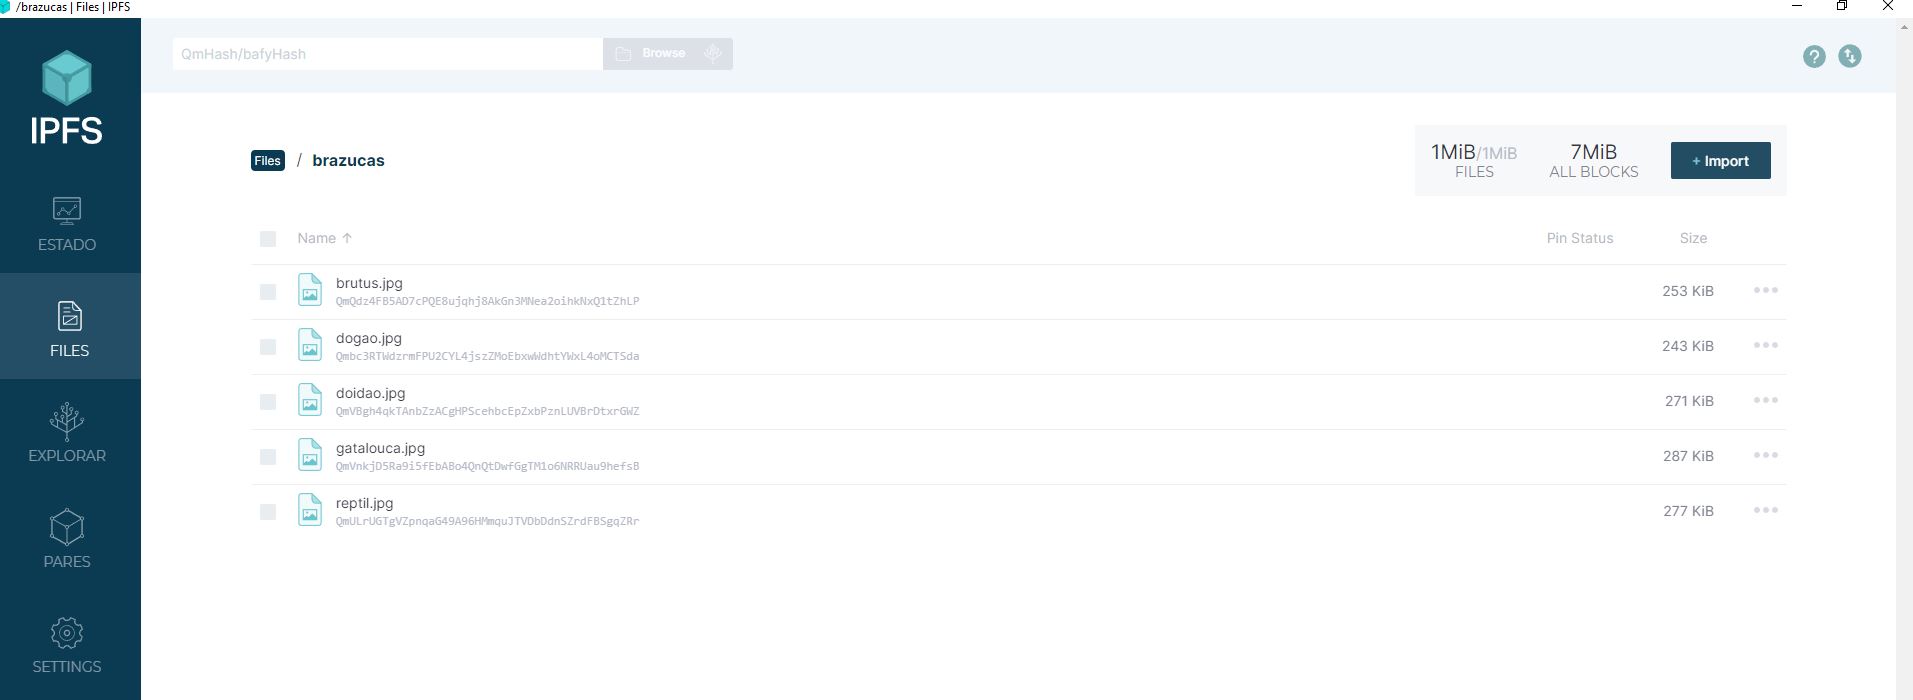 /brazucas | Files | IPFS
QmHash/bafyHash
Browse
IPFS
ESTADO
FILES
EXPLORAR
PARES
SETTINGS
Files / brazucas
1MiB/1MiB
FILES
7MiB
ALL BLOCKS
+ Import
Name ↑ Pin Status Size
brutus.jpg
QmQdz4FB5AD7cPQE8ujqhj8AkGn3MNea2oihkNxQ1tZhLP
253 KiB
dogao.jpg
Qmbc3RTWdzrmFPU2CYL4jszZMoEbxwWdhtYWxL4oMCTSda
243 KiB
doidao.jpg
QmVBgh4qkTAnbZzACgHPScehbcEpZxbPznLUVBrDtxrGWZ
271 KiB
gatalouca.jpg
QmVnkjD5Ra9i5fEbABo4QnQtDwfGgTM1o6NRRUau9hefsB
287 KiB
reptil.jpg
QmULrUGTgVZpnqaG49A96HMmquJTVDbDdnSZrdFBSgqZRr
277 KiB